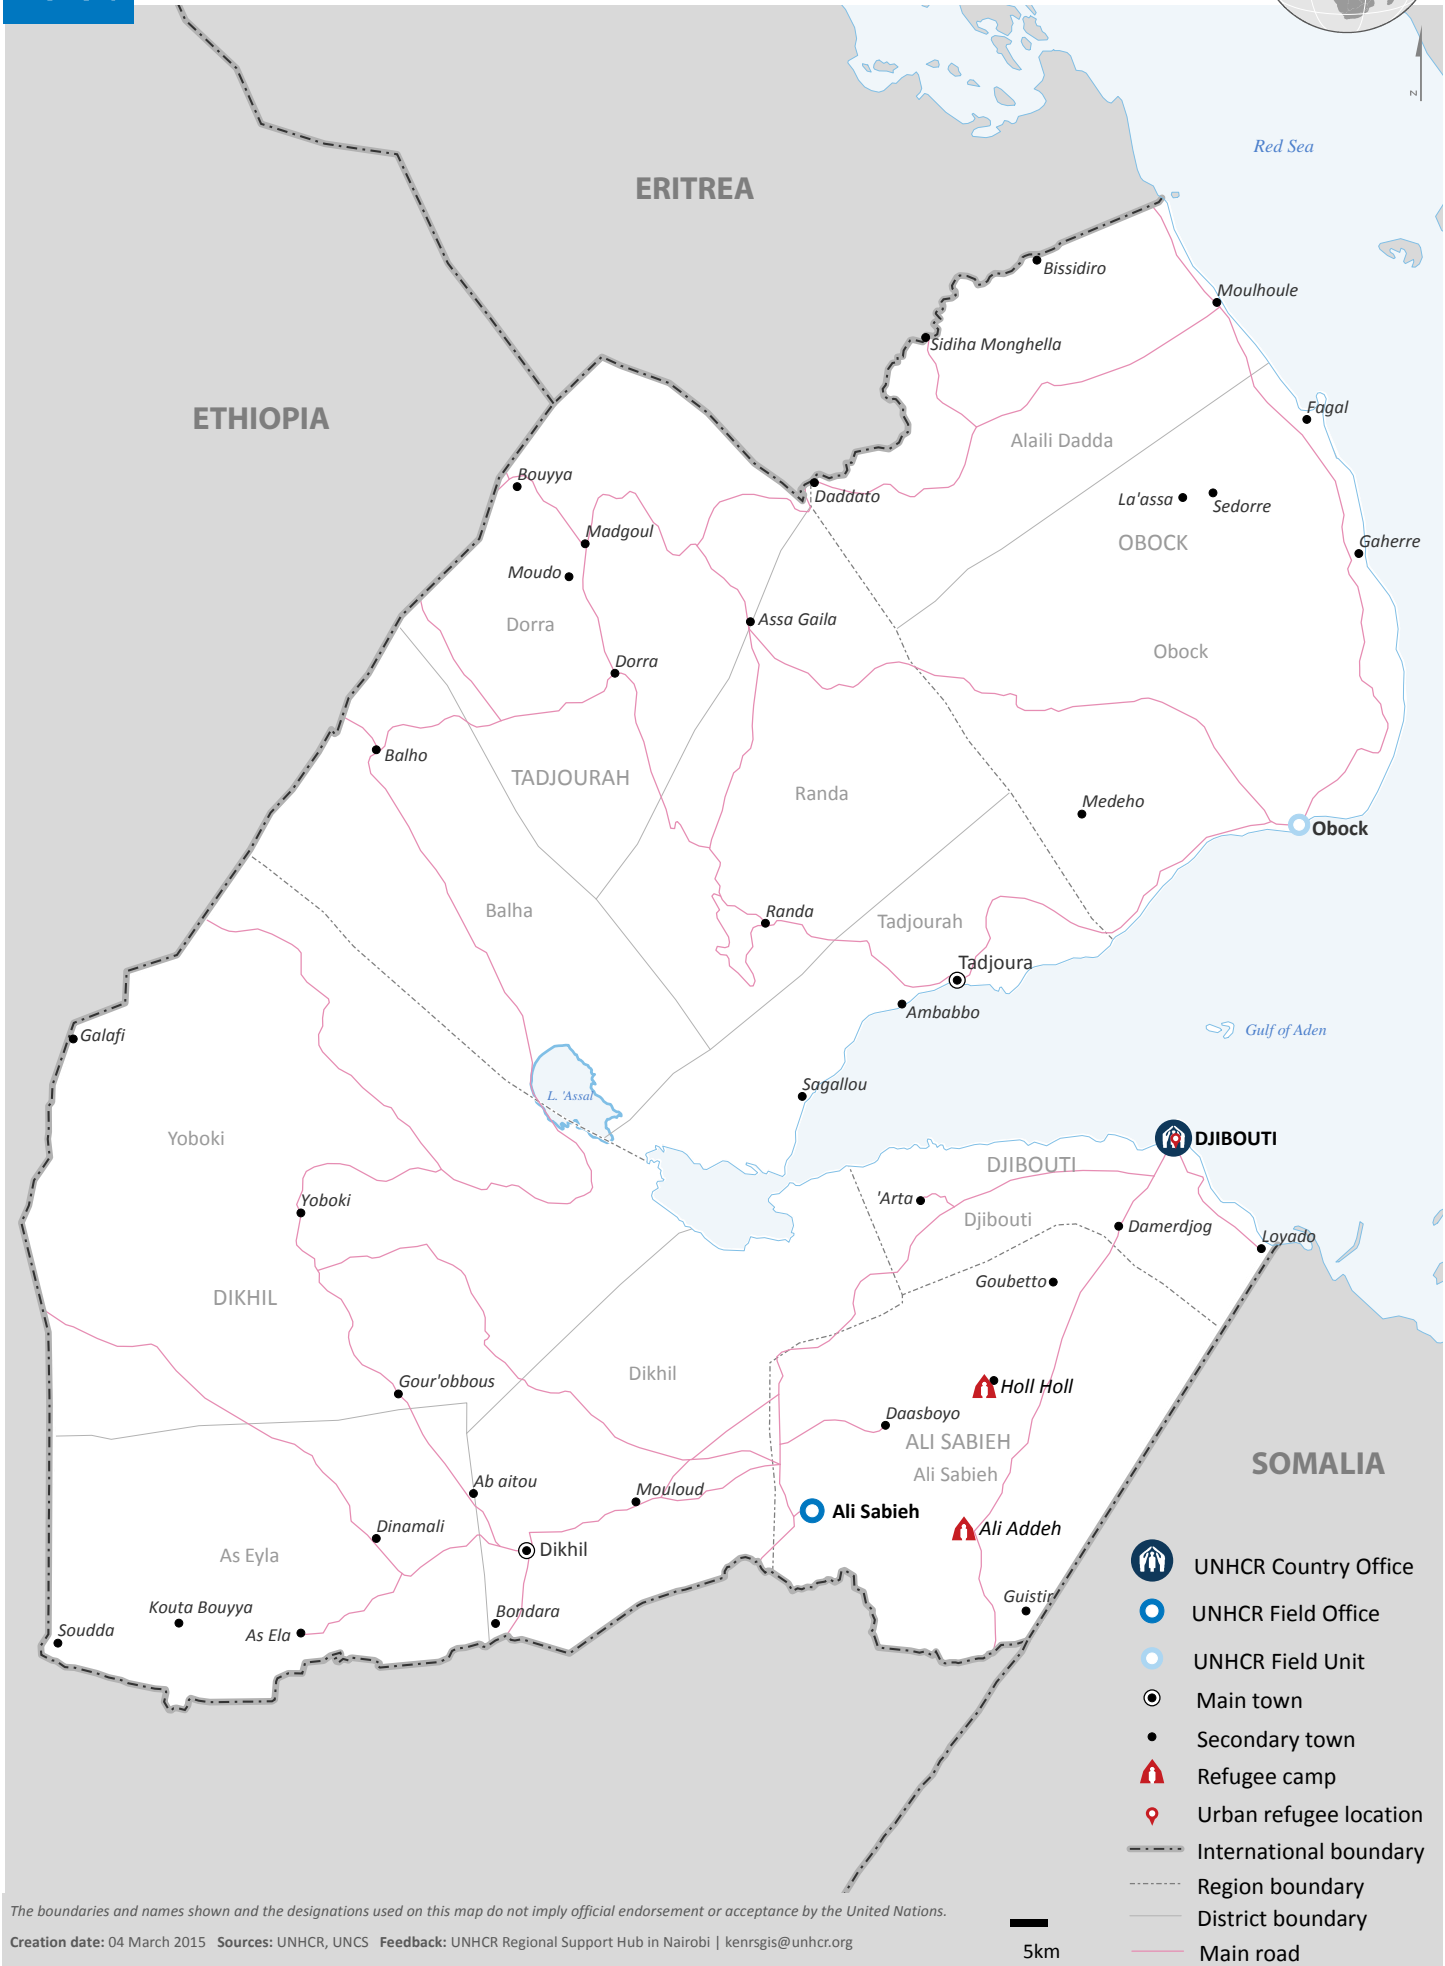 z
Red Sea
ERITREA
Bissidiro
Moulhoule
Sidiha Monghella
ETHIOPIA
Fagal
Alaili Dadda
Bouyya
Daddato
La'assa
Sedorre
Madgoul
OBOCK
Gaherre
Moudo
Dorra
Assa Gaila
Obock
Dorra
Balho
TADJOURAH
Randa
Medeho
Obock
Balha
Randa
Tadjourah
Tadjoura
Ambabbo
Galafi
Gulf of Aden
Sagallou
L. 'Assal
Yoboki
DJIBOUTI
DJIBOUTI
Yoboki
'Arta
Djibouti
Damerdjog
Loyado
Goubetto
DIKHIL
Dikhil
Gour'obbous
Holl Holl
Daasboyo
ALI SABIEH
Ali Sabieh
SOMALIA
Ab aitou
Mouloud
Ali Sabieh
Dinamali
Ali Addeh
As Eyla
Dikhil
Guistir
Kouta Bouyya
Bondara
Soudda
As Ela
UNHCR Country Office
UNHCR Field Office
UNHCR Field Unit
Main town
Secondary town
Refugee camp
Urban refugee location
International boundary
Region boundary
District boundary
Main road
5km
The boundaries and names shown and the designations used on this map do not imply official endorsement or acceptance by the United Nations.
Creation date: 04 March 2015 Sources: UNHCR, UNCS Feedback: UNHCR Regional Support Hub in Nairobi | kenrsgis@unhcr.org